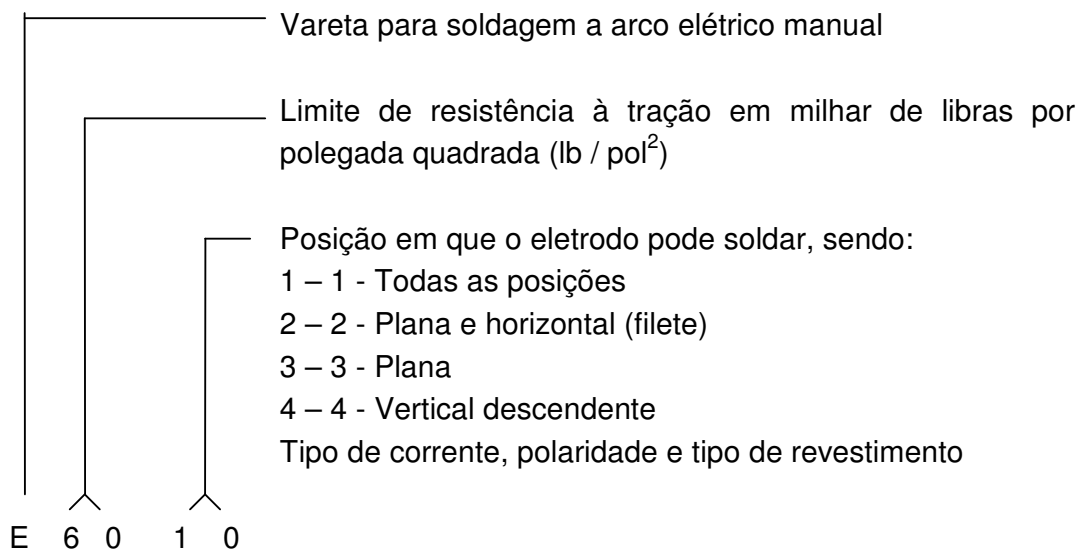 Vareta para soldagem a arco elétrico manual
Limite de resistência à tração em milhar de libras por
polegada quadrada (lb / pol²)
Posição em que o eletrodo pode soldar, sendo:
1 – 1 - Todas as posições
2 – 2 - Plana e horizontal (filete)
3 – 3 - Plana
4 – 4 - Vertical descendente
Tipo de corrente, polaridade e tipo de revestimento
E 6 0 1 0